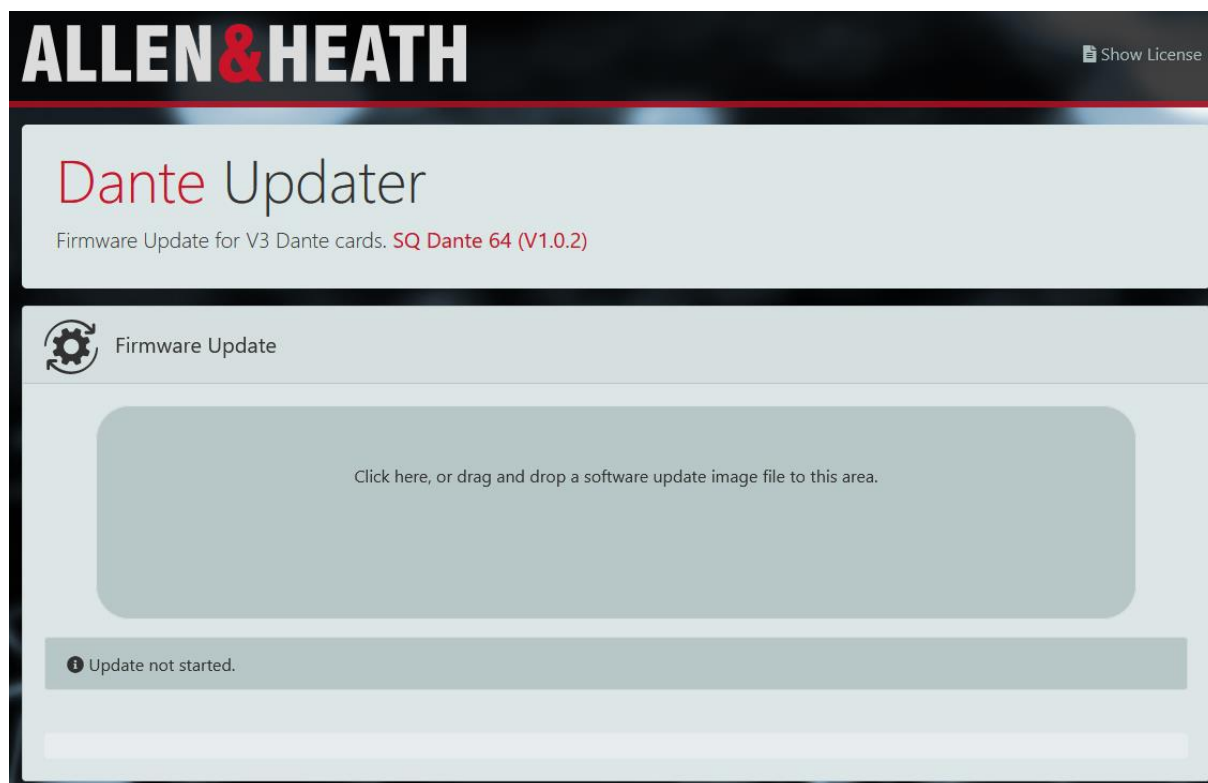 ALLEN&HEATH
Show License
Dante Updater
Firmware Update for V3 Dante cards. SQ Dante 64 (V1.0.2)
Firmware Update
Click here, or drag and drop a software update image file to this area.
Update not started.